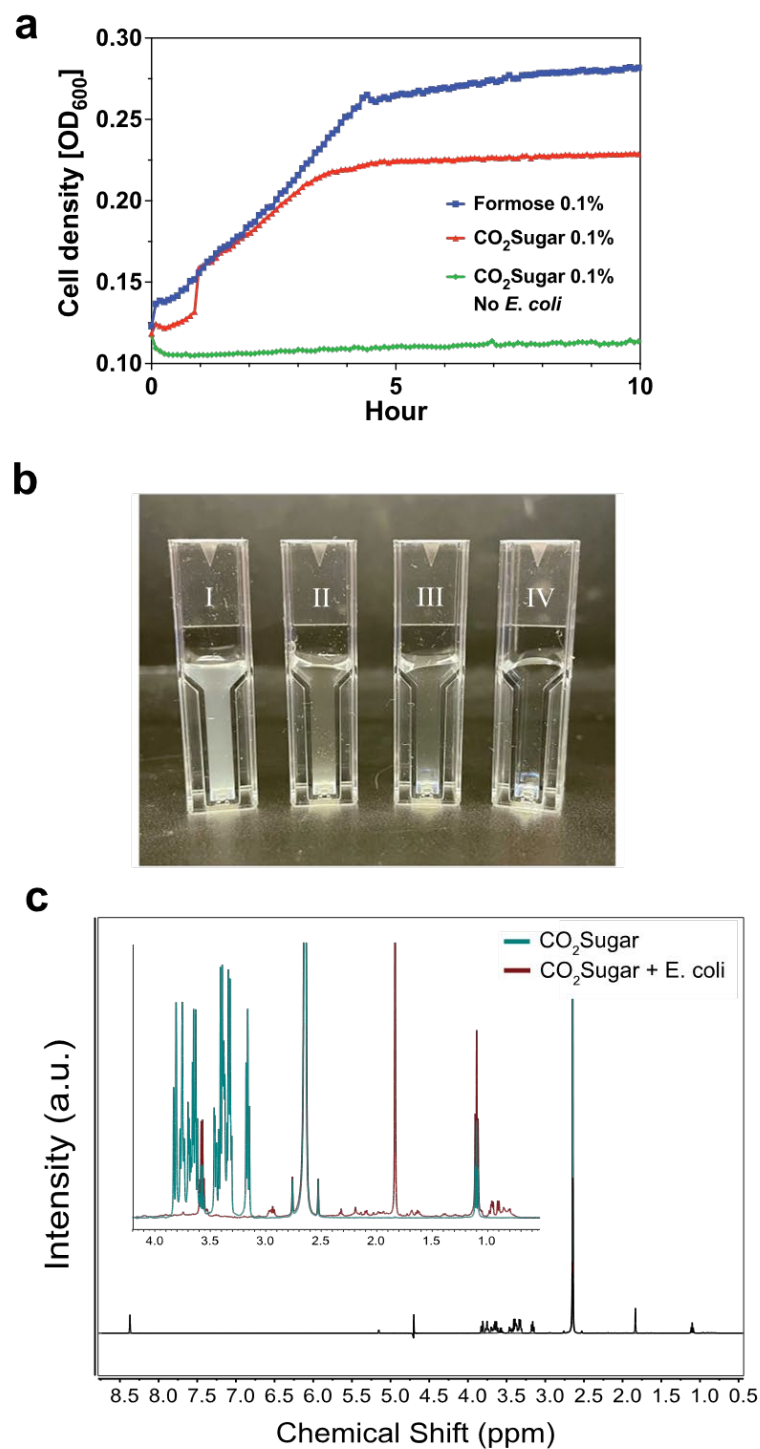 a
Cell density [OD600]
0.30
0.25
0.20
0.15
0.10
Formose 0.1%
CO2Sugar 0.1%
CO2Sugar 0.1%
No E. coli
0 5 10
Hour
b
I II III IV
c
Intensity (a.u.)
CO2Sugar
CO2Sugar + E. coli
4.0 3.5 3.0 2.5 2.0 1.5 1.0
8.5 8.0 7.5 7.0 6.5 6.0 5.5 5.0 4.5 4.0 3.5 3.0 2.5 2.0 1.5 1.0 0.5
Chemical Shift (ppm)